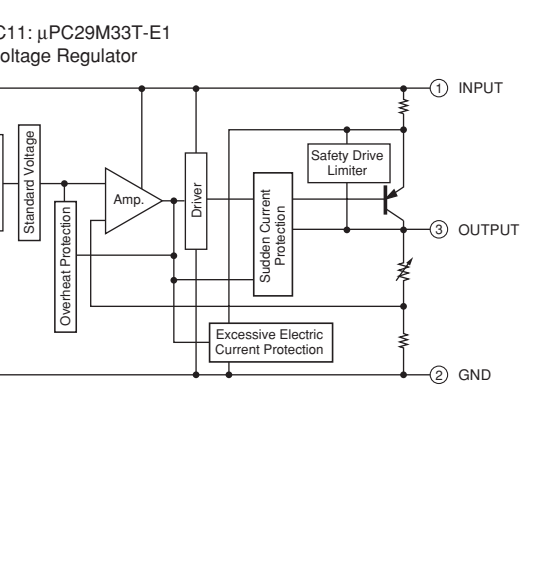 C11: µPC29M33T-E1
oltage Regulator
1 INPUT
Safety Drive
Limiter
Standard Voltage
Amp.
Driver
Sudden Current
Protection
3 OUTPUT
Overheat Protection
Excessive Electric
Current Protection
2 GND